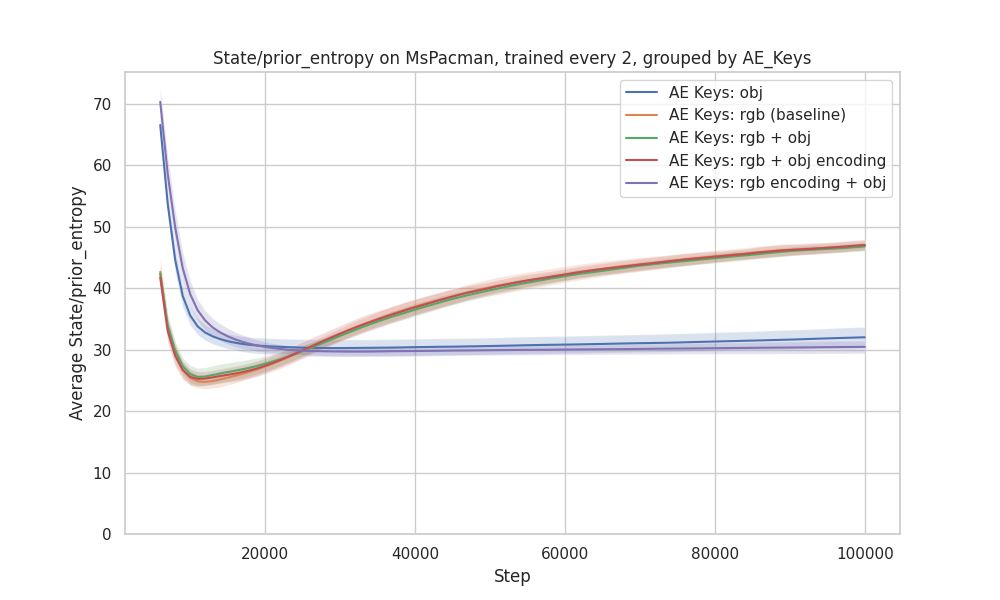 State/prior_entropy on MsPacman, trained every 2, grouped by AE_Keys
AE Keys: obj
AE Keys: rgb (baseline)
AE Keys: rgb + obj
AE Keys: rgb + obj encoding
AE Keys: rgb encoding + obj
Average State/prior_entropy
70
60
50
40
30
20
10
0
20000
40000
60000
80000
100000
Step